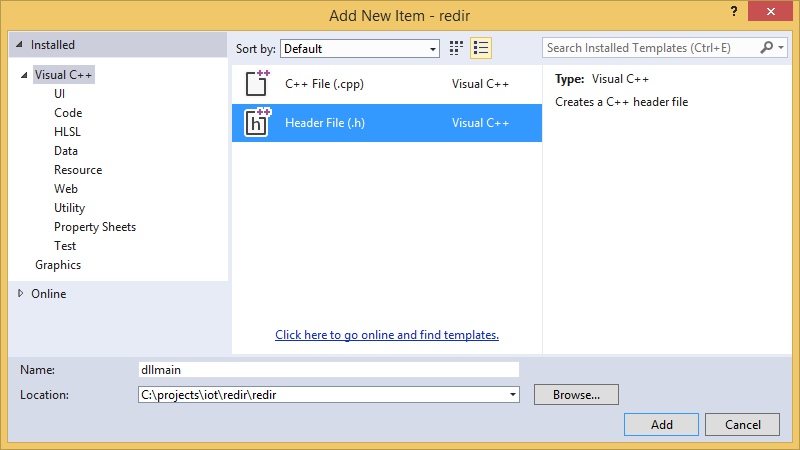 Add New Item - redir
?
Installed
Sort by: Default
Search Installed Templates (Ctrl+E)
Visual C++
UI
Code
HLSL
Data
Resource
Web
Utility
Property Sheets
Test
Graphics
Online
C++ File (.cpp) Visual C++
h Header File (.h) Visual C++
Type: Visual C++
Creates a C++ header file
Click here to go online and find templates.
Name: dllmain
Location: C:\projects\iot\redir\redir
Browse...
Add Cancel